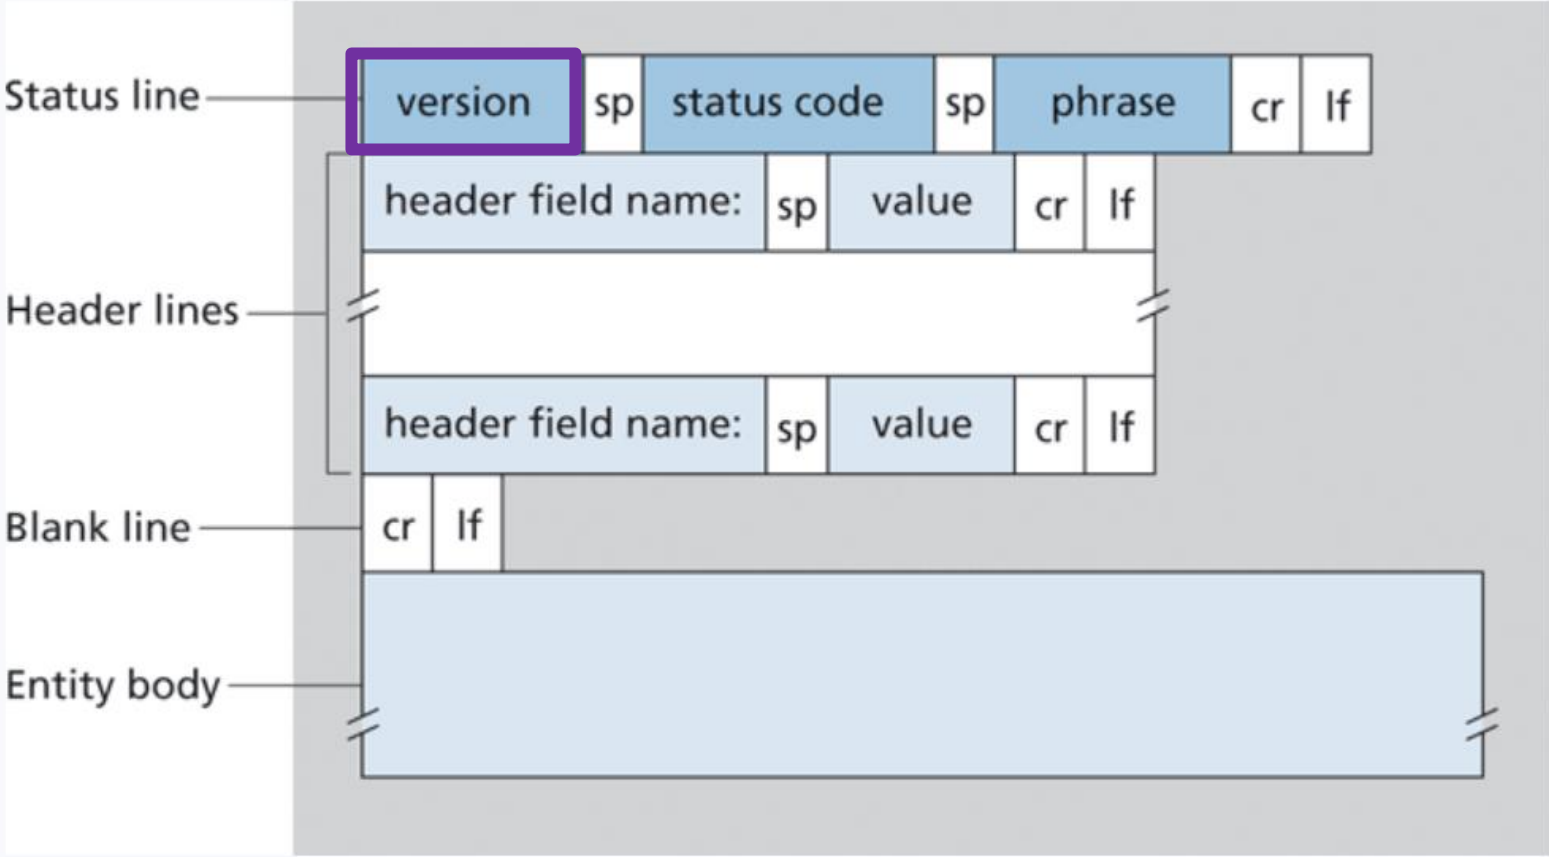 Status line version sp status code sp phrase cr lf
header field name: sp value cr lf
Header lines
header field name: sp value cr lf
Blank line cr lf
Entity body